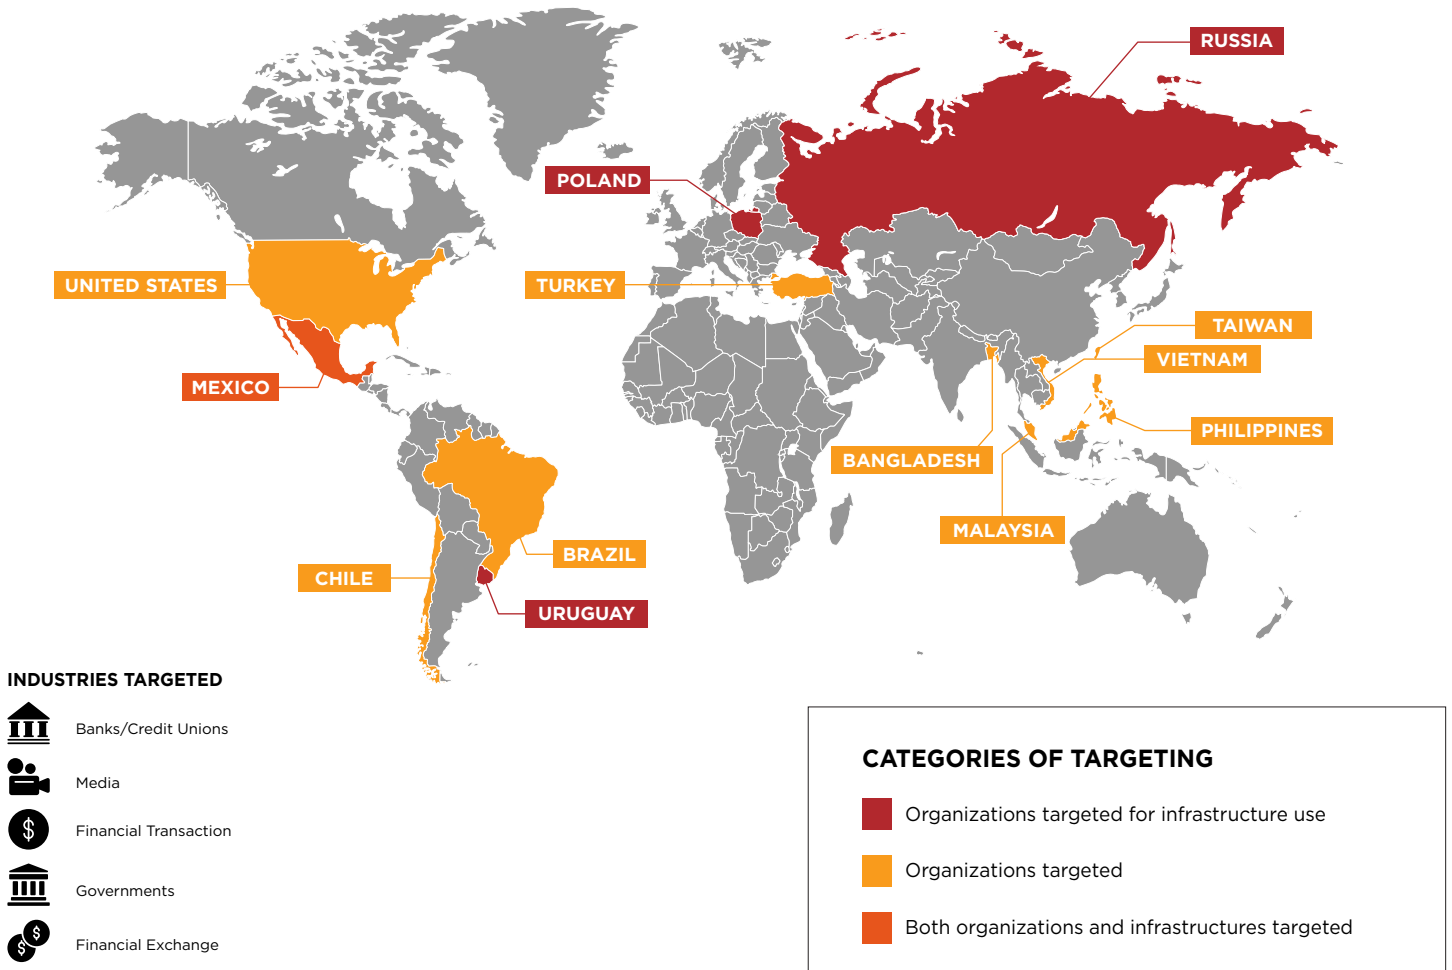 RUSSIA
POLAND
UNITED STATES
TURKEY
TAIWAN
VIETNAM
MEXICO
PHILIPPINES
BANGLADESH
MALAYSIA
BRAZIL
CHILE
URUGUAY
INDUSTRIES TARGETED
Banks/Credit Unions
Media
$
Financial Transaction
Governments
$ $
Financial Exchange
CATEGORIES OF TARGETING
Organizations targeted for infrastructure use
Organizations targeted
Both organizations and infrastructures targeted